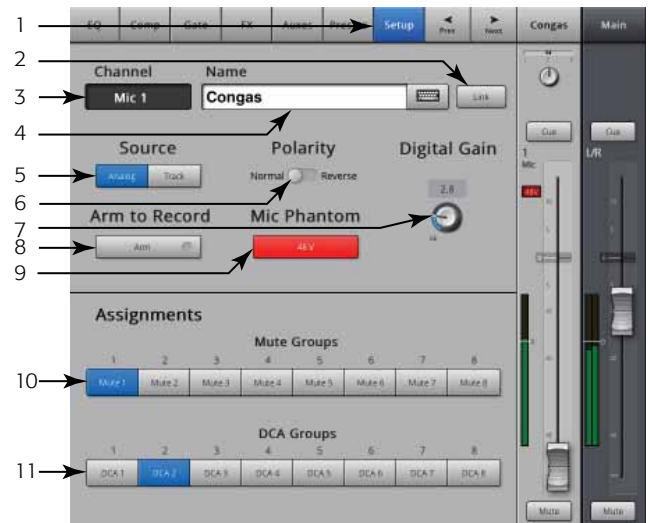 1 EQ Comp Gate FX Auxes Presets Setup Prev Next Congas Main
2
Channel Name
3 Mic 1 Congas Link
4
Cue Cue
Source Polarity Digital Gain
1
Mic L/R
5 Analog Track Normal Reverse
6 2.8 48V
7
Arm to Record Mic Phantom
8 Arm
9 48 V
Assignments
Mute Groups
1 2 3 4 5 6 7 8
10 Mute 1 Mute 2 Mute 3 Mute 4 Mute 5 Mute 6 Mute 7 Mute 8
DCA Groups
1 2 3 4 5 6 7 8
11 DCA 1 DCA 2 DCA 3 DCA 4 DCA 5 DCA 6 DCA 7 DCA 8
Mute Mute